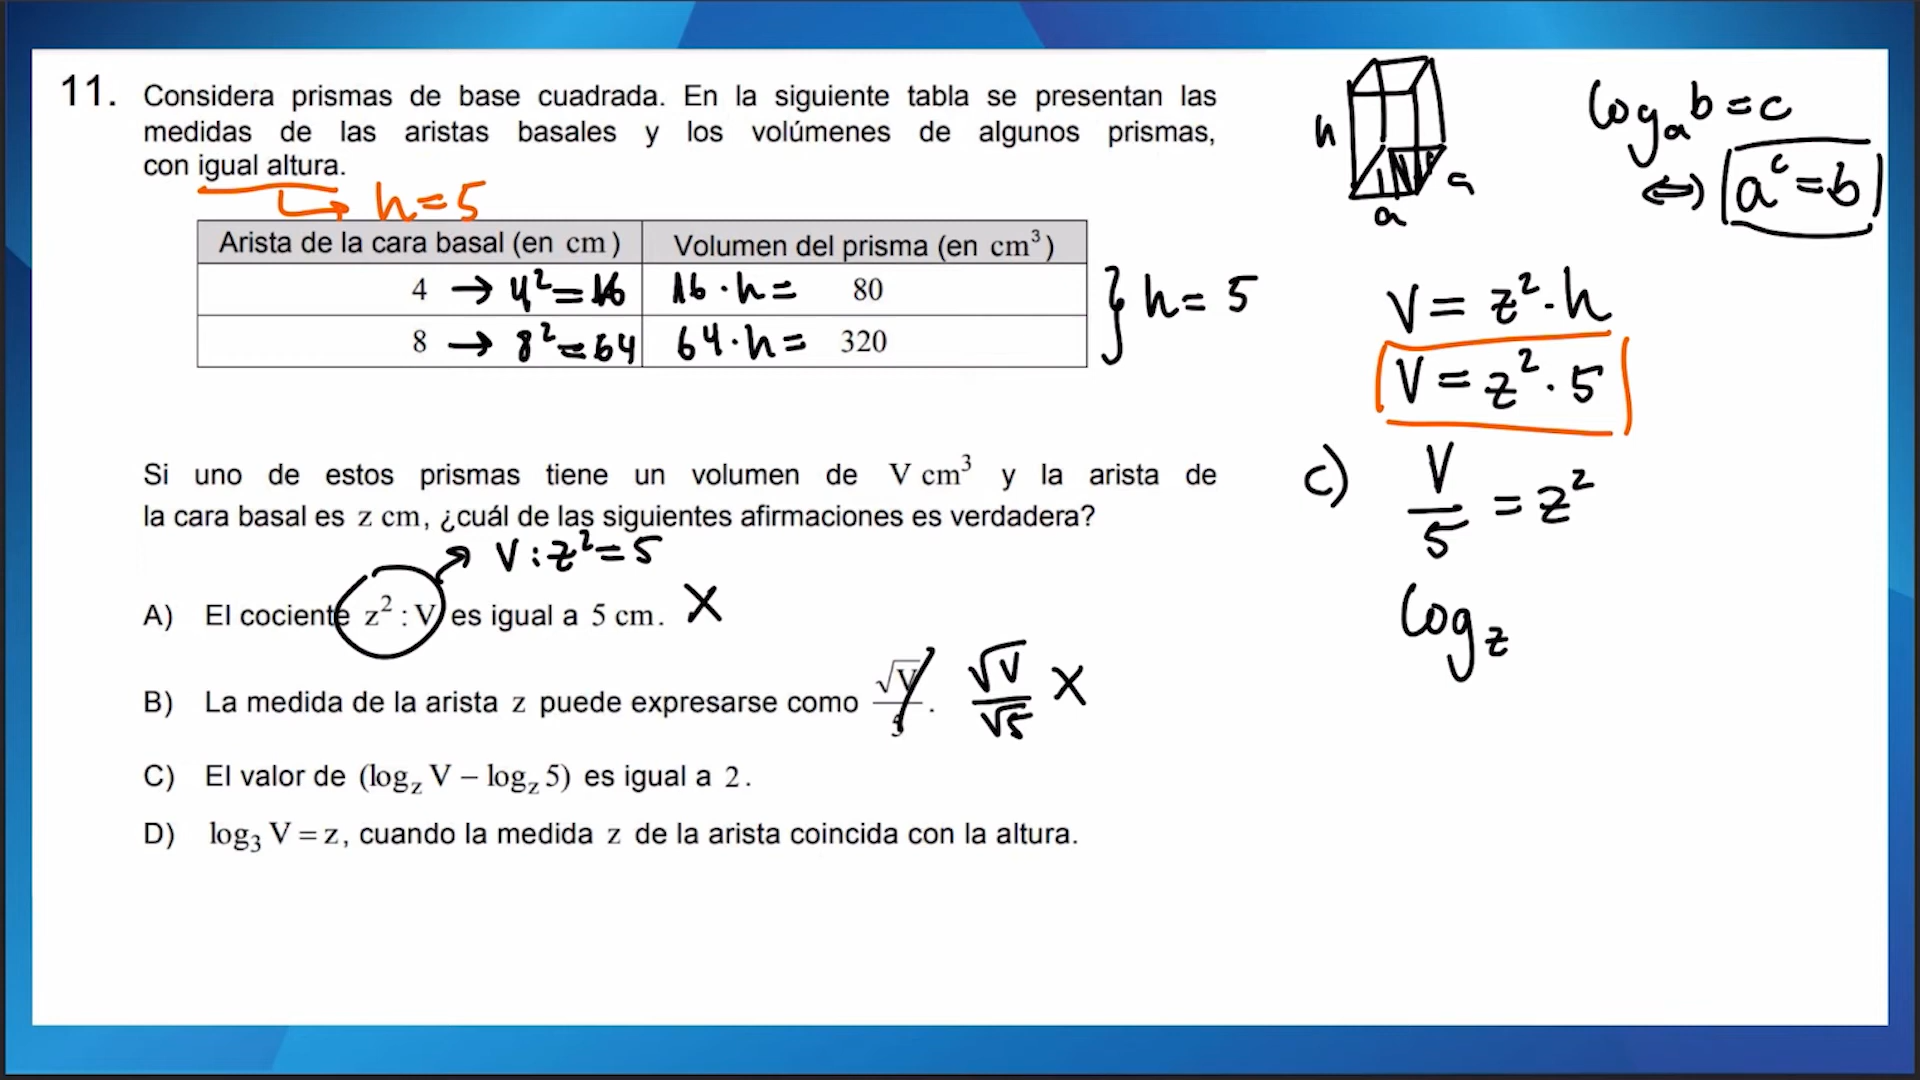 11. Considera prismas de base cuadrada. En la siguiente tabla se presentan las
medidas de las aristas basales y los volúmenes de algunos prismas,
con igual altura.
h=5
Arista de la cara basal (en cm) Volumen del prisma (en cm³)
4 → 4²=16 16·h= 80
8 → 8²=64 64·h= 320
} h=5
Si uno de estos prismas tiene un volumen de V cm³ y la arista de
la cara basal es z cm, ¿cuál de las siguientes afirmaciones es verdadera?
→ V:z²=5
A) El cociente z² : V es igual a 5 cm. X
B) La medida de la arista z puede expresarse como √V/5. √V/√5 X
C) El valor de (log_z V – log_z 5) es igual a 2.
D) log₃ V = z, cuando la medida z de la arista coincida con la altura.
h
a
a
log_a b = c
⇔ a^c = b
V = z²·h
V = z²·5
c) V/5 = z²
log_z